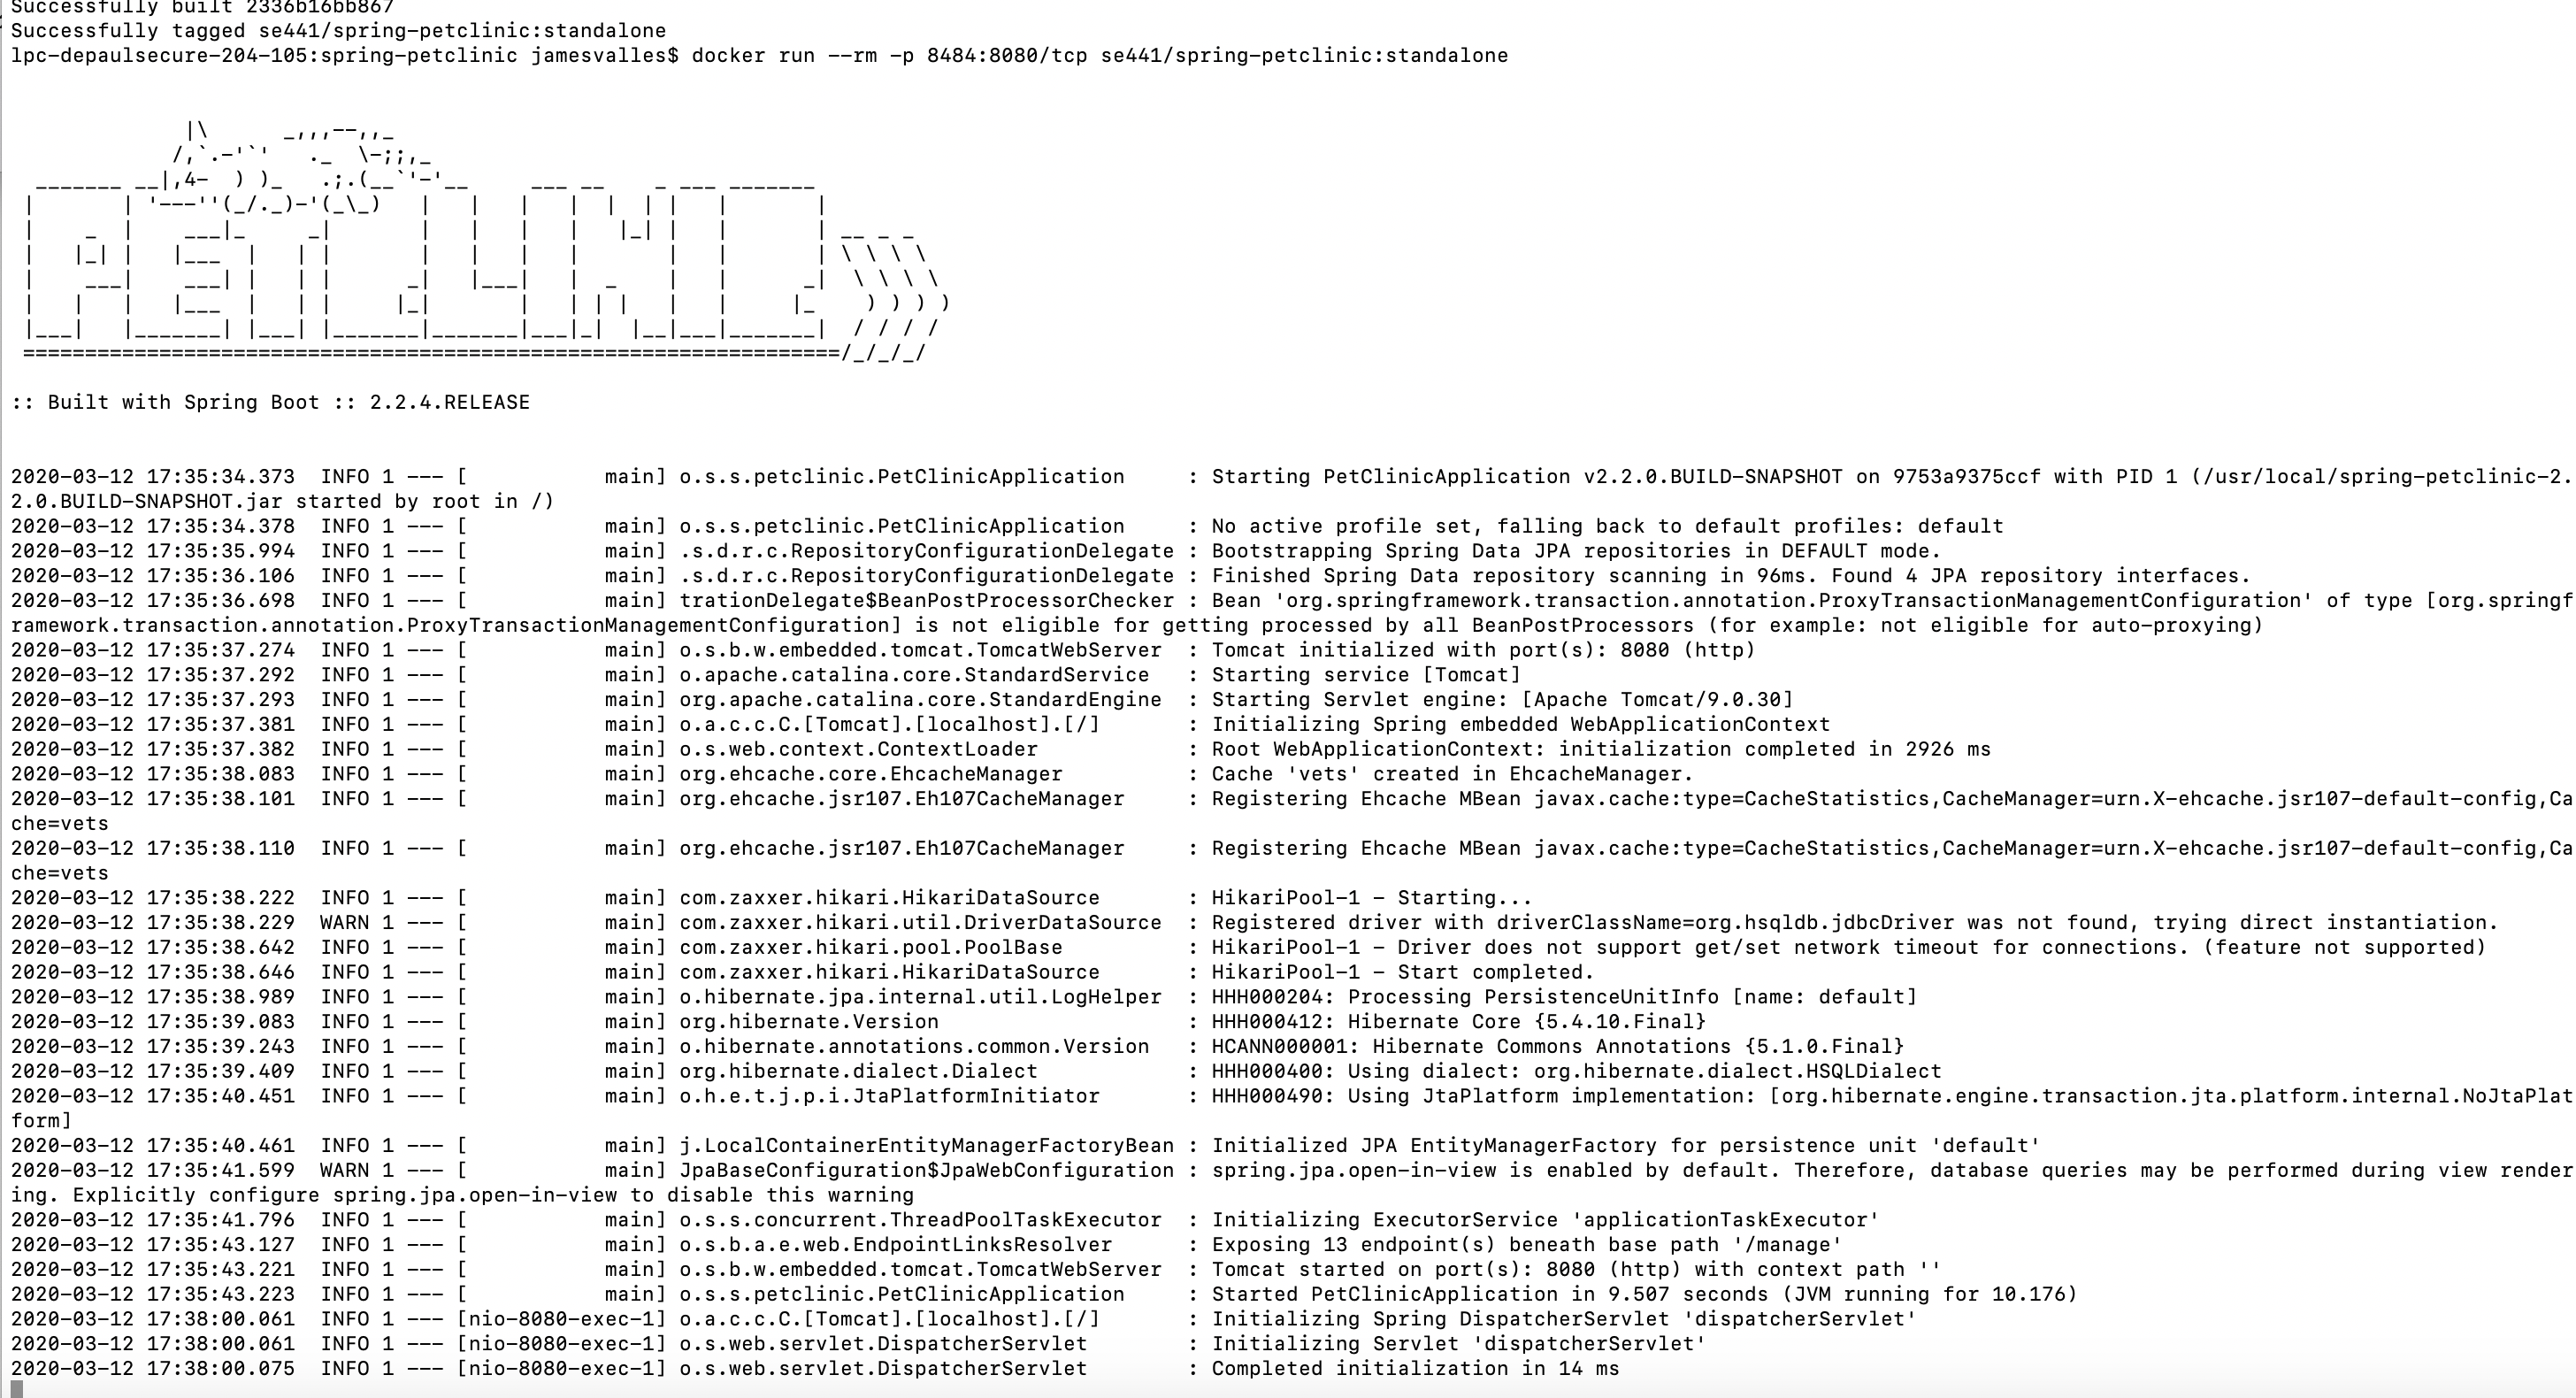 Successfully built 2336b16bb867
Successfully tagged se441/spring-petclinic:standalone
lpc-depaulsecure-204-105:spring-petclinic jamesvalles$ docker run --rm -p 8484:8080/tcp se441/spring-petclinic:standalone
              |\      _,,,--,,_
             /,`.-'`'   ._  \-;;,_
  _______ __|,4-  ) )_   .;.(__`'-'__     ___ __    _ ___ _______
 |       | '---''(_/._)-'(_\_)   |   |   |   |  |  | |   |       |
 |    _  |    ___|_     _|       |   |   |   |   |_| |   |       | __ _ _
 |   |_| |   |___  |   | |       |   |   |   |       |   |       | \ \ \ \
 |    ___|    ___| |   | |      _|   |___|   |  _    |   |      _|  \ \ \ \
 |   |   |   |___  |   | |     |_|       |   | | |   |   |     |_    ) ) ) )
 |___|   |_______| |___| |_______|_______|___|_|  |__|___|_______|  / / / /
 ==================================================================/_/_/_/
:: Built with Spring Boot :: 2.2.4.RELEASE
2020-03-12 17:35:34.373  INFO 1 --- [           main] o.s.s.petclinic.PetClinicApplication     : Starting PetClinicApplication v2.2.0.BUILD-SNAPSHOT on 9753a9375ccf with PID 1 (/usr/local/spring-petclinic-2.
2.0.BUILD-SNAPSHOT.jar started by root in /)
2020-03-12 17:35:34.378  INFO 1 --- [           main] o.s.s.petclinic.PetClinicApplication     : No active profile set, falling back to default profiles: default
2020-03-12 17:35:35.994  INFO 1 --- [           main] .s.d.r.c.RepositoryConfigurationDelegate : Bootstrapping Spring Data JPA repositories in DEFAULT mode.
2020-03-12 17:35:36.106  INFO 1 --- [           main] .s.d.r.c.RepositoryConfigurationDelegate : Finished Spring Data repository scanning in 96ms. Found 4 JPA repository interfaces.
2020-03-12 17:35:36.698  INFO 1 --- [           main] trationDelegate$BeanPostProcessorChecker : Bean 'org.springframework.transaction.annotation.ProxyTransactionManagementConfiguration' of type [org.springf
ramework.transaction.annotation.ProxyTransactionManagementConfiguration] is not eligible for getting processed by all BeanPostProcessors (for example: not eligible for auto-proxying)
2020-03-12 17:35:37.274  INFO 1 --- [           main] o.s.b.w.embedded.tomcat.TomcatWebServer  : Tomcat initialized with port(s): 8080 (http)
2020-03-12 17:35:37.292  INFO 1 --- [           main] o.apache.catalina.core.StandardService   : Starting service [Tomcat]
2020-03-12 17:35:37.293  INFO 1 --- [           main] org.apache.catalina.core.StandardEngine  : Starting Servlet engine: [Apache Tomcat/9.0.30]
2020-03-12 17:35:37.381  INFO 1 --- [           main] o.a.c.c.C.[Tomcat].[localhost].[/]       : Initializing Spring embedded WebApplicationContext
2020-03-12 17:35:37.382  INFO 1 --- [           main] o.s.web.context.ContextLoader            : Root WebApplicationContext: initialization completed in 2926 ms
2020-03-12 17:35:38.083  INFO 1 --- [           main] org.ehcache.core.EhcacheManager          : Cache 'vets' created in EhcacheManager.
2020-03-12 17:35:38.101  INFO 1 --- [           main] org.ehcache.jsr107.Eh107CacheManager     : Registering Ehcache MBean javax.cache:type=CacheStatistics,CacheManager=urn.X-ehcache.jsr107-default-config,Ca
che=vets
2020-03-12 17:35:38.110  INFO 1 --- [           main] org.ehcache.jsr107.Eh107CacheManager     : Registering Ehcache MBean javax.cache:type=CacheStatistics,CacheManager=urn.X-ehcache.jsr107-default-config,Ca
che=vets
2020-03-12 17:35:38.222  INFO 1 --- [           main] com.zaxxer.hikari.HikariDataSource       : HikariPool-1 - Starting...
2020-03-12 17:35:38.229  WARN 1 --- [           main] com.zaxxer.hikari.util.DriverDataSource  : Registered driver with driverClassName=org.hsqldb.jdbcDriver was not found, trying direct instantiation.
2020-03-12 17:35:38.642  INFO 1 --- [           main] com.zaxxer.hikari.pool.PoolBase          : HikariPool-1 - Driver does not support get/set network timeout for connections. (feature not supported)
2020-03-12 17:35:38.646  INFO 1 --- [           main] com.zaxxer.hikari.HikariDataSource       : HikariPool-1 - Start completed.
2020-03-12 17:35:38.989  INFO 1 --- [           main] o.hibernate.jpa.internal.util.LogHelper  : HHH000204: Processing PersistenceUnitInfo [name: default]
2020-03-12 17:35:39.083  INFO 1 --- [           main] org.hibernate.Version                    : HHH000412: Hibernate Core {5.4.10.Final}
2020-03-12 17:35:39.243  INFO 1 --- [           main] o.hibernate.annotations.common.Version   : HCANN000001: Hibernate Commons Annotations {5.1.0.Final}
2020-03-12 17:35:39.409  INFO 1 --- [           main] org.hibernate.dialect.Dialect            : HHH000400: Using dialect: org.hibernate.dialect.HSQLDialect
2020-03-12 17:35:40.451  INFO 1 --- [           main] o.h.e.t.j.p.i.JtaPlatformInitiator       : HHH000490: Using JtaPlatform implementation: [org.hibernate.engine.transaction.jta.platform.internal.NoJtaPlat
form]
2020-03-12 17:35:40.461  INFO 1 --- [           main] j.LocalContainerEntityManagerFactoryBean : Initialized JPA EntityManagerFactory for persistence unit 'default'
2020-03-12 17:35:41.599  WARN 1 --- [           main] JpaBaseConfiguration$JpaWebConfiguration : spring.jpa.open-in-view is enabled by default. Therefore, database queries may be performed during view render
ing. Explicitly configure spring.jpa.open-in-view to disable this warning
2020-03-12 17:35:41.796  INFO 1 --- [           main] o.s.s.concurrent.ThreadPoolTaskExecutor  : Initializing ExecutorService 'applicationTaskExecutor'
2020-03-12 17:35:43.127  INFO 1 --- [           main] o.s.b.a.e.web.EndpointLinksResolver      : Exposing 13 endpoint(s) beneath base path '/manage'
2020-03-12 17:35:43.221  INFO 1 --- [           main] o.s.b.w.embedded.tomcat.TomcatWebServer  : Tomcat started on port(s): 8080 (http) with context path ''
2020-03-12 17:35:43.223  INFO 1 --- [           main] o.s.s.petclinic.PetClinicApplication     : Started PetClinicApplication in 9.507 seconds (JVM running for 10.176)
2020-03-12 17:38:00.061  INFO 1 --- [nio-8080-exec-1] o.a.c.c.C.[Tomcat].[localhost].[/]       : Initializing Spring DispatcherServlet 'dispatcherServlet'
2020-03-12 17:38:00.061  INFO 1 --- [nio-8080-exec-1] o.s.web.servlet.DispatcherServlet        : Initializing Servlet 'dispatcherServlet'
2020-03-12 17:38:00.075  INFO 1 --- [nio-8080-exec-1] o.s.web.servlet.DispatcherServlet        : Completed initialization in 14 ms